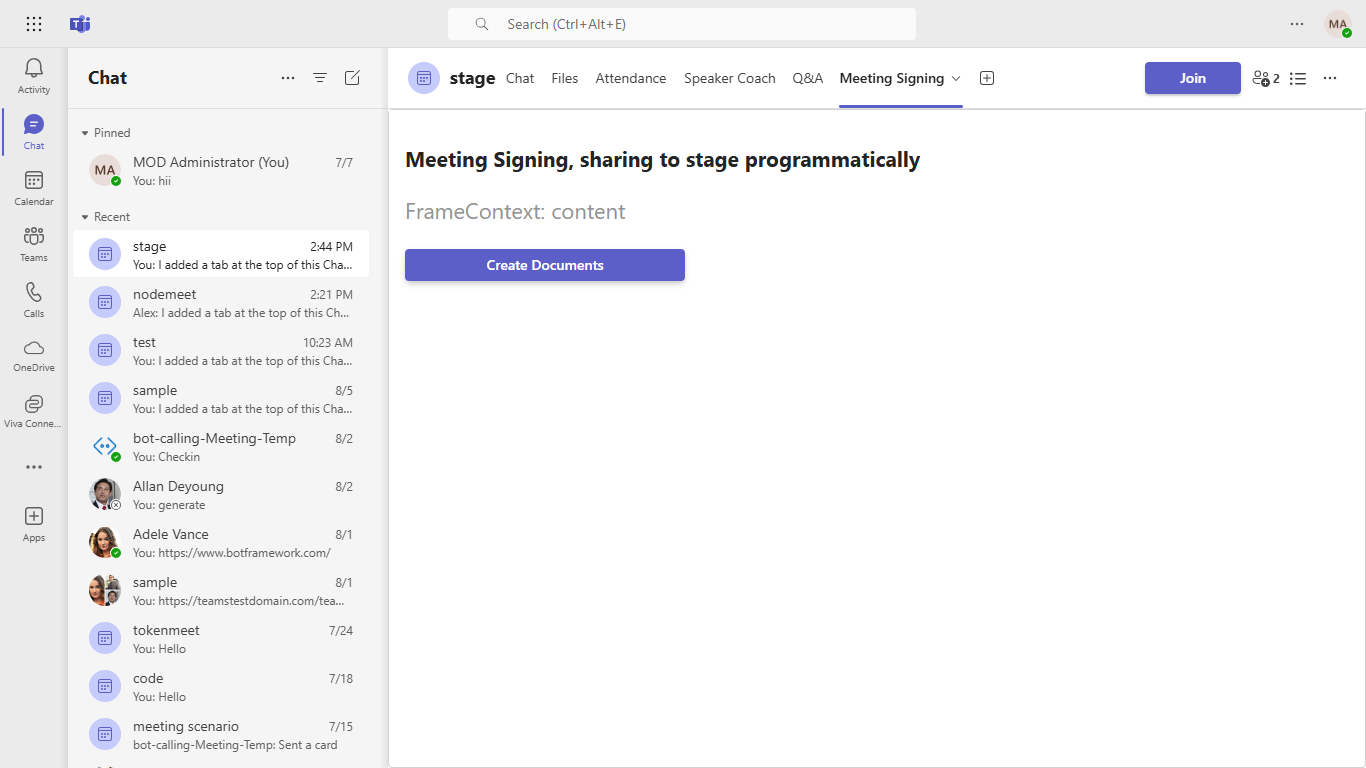 Search (Ctrl+Alt+E)
MA
Activity
Chat
Calendar
Teams
Calls
OneDrive
Viva Conne...
Apps
Chat
Pinned
MA
MOD Administrator (You) 7/7
You: hii
Recent
stage 2:44 PM
You: I added a tab at the top of this Cha...
nodemeet 2:21 PM
Alex: I added a tab at the top of this Ch...
test 10:23 AM
You: I added a tab at the top of this Cha...
sample 8/5
You: I added a tab at the top of this Cha...
bot-calling-Meeting-Temp 8/2
You: Checkin
Allan Deyoung 8/2
You: generate
Adele Vance 8/1
You: https://www.botframework.com/
sample 8/1
You: https://teamstestdomain.com/tea...
tokenmeet 7/24
You: Hello
code 7/18
You: Hello
meeting scenario 7/15
bot-calling-Meeting-Temp: Sent a card
stage Chat Files Attendance Speaker Coach Q&A Meeting Signing Join 2
Meeting Signing, sharing to stage programmatically
FrameContext: content
Create Documents